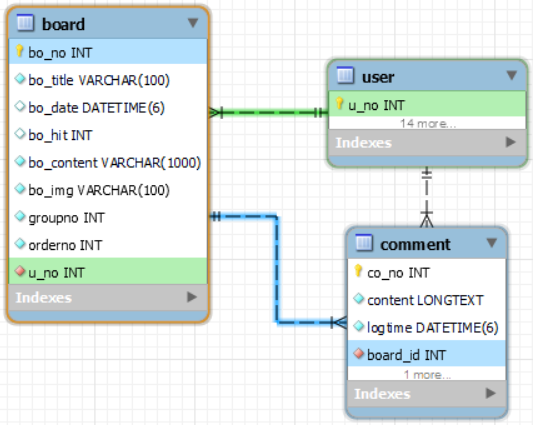 board
bo_no INT
bo_title VARCHAR(100)
bo_date DATETIME(6)
bo_hit INT
bo_content VARCHAR(1000)
bo_img VARCHAR(100)
groupno INT
orderno INT
u_no INT
Indexes
user
u_no INT
14 more...
Indexes
comment
co_no INT
content LONGTEXT
logtime DATETIME(6)
board_id INT
1 more...
Indexes